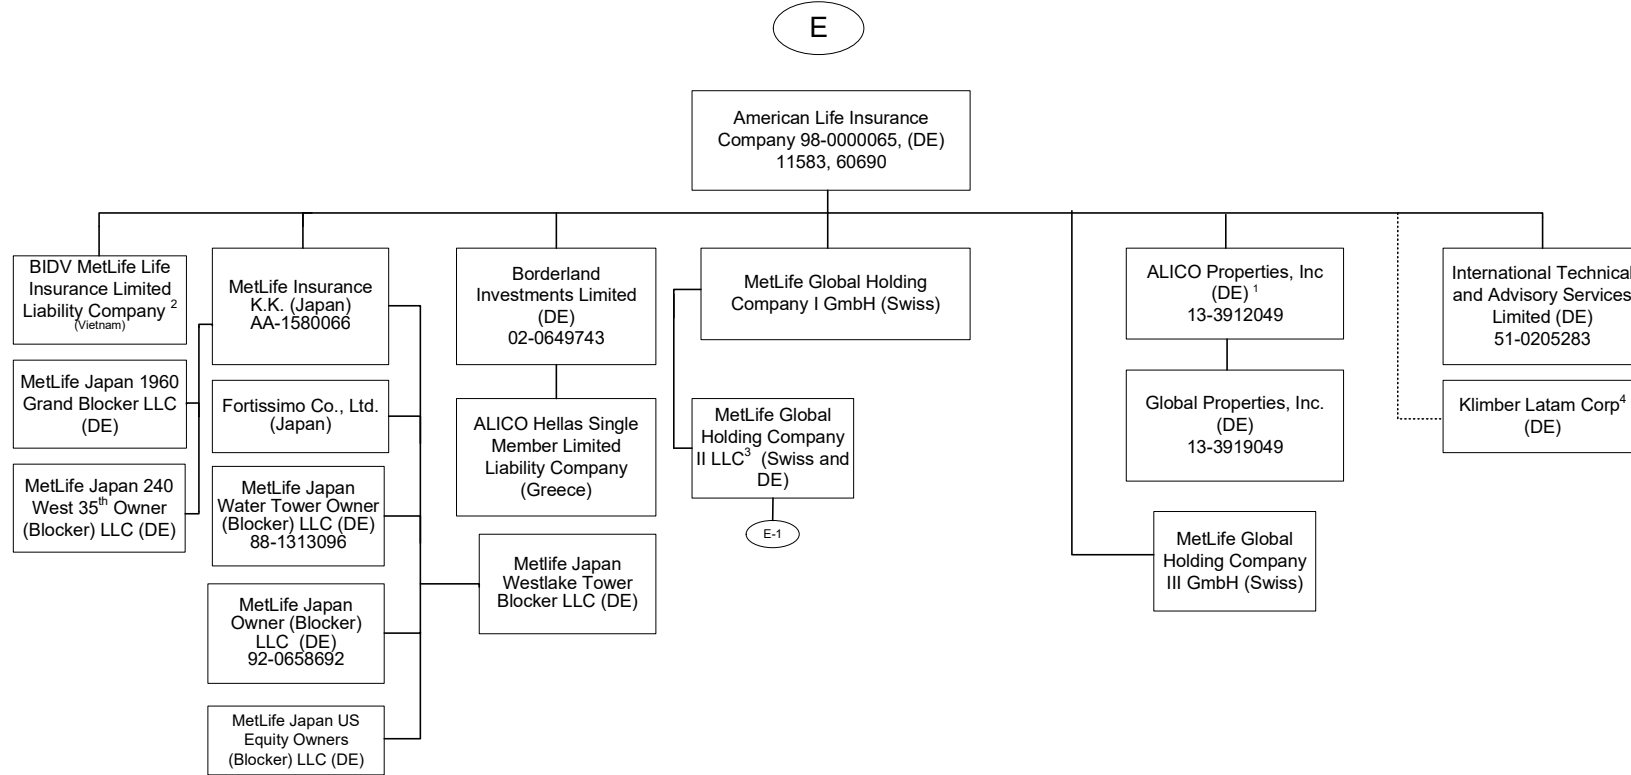 E
American Life Insurance
Company 98-0000065, (DE)
11583, 60690
BIDV MetLife Life
Insurance Limited
Liability Company ²
(Vietnam)
MetLife Insurance
K.K. (Japan)
AA-1580066
Borderland
Investments Limited
(DE)
02-0649743
MetLife Global Holding
Company I GmbH (Swiss)
ALICO Properties, Inc
(DE) ¹
13-3912049
International Technical
and Advisory Services
Limited (DE)
51-0205283
MetLife Japan 1960
Grand Blocker LLC
(DE)
Fortissimo Co., Ltd.
(Japan)
ALICO Hellas Single
Member Limited
Liability Company
(Greece)
MetLife Global
Holding Company
II LLC³ (Swiss and
DE)
Global Properties, Inc.
(DE)
13-3919049
Klimber Latam Corp⁴
(DE)
MetLife Japan 240
West 35th Owner
(Blocker) LLC (DE)
MetLife Japan
Water Tower Owner
(Blocker) LLC (DE)
88-1313096
E-1
Metlife Japan
Westlake Tower
Blocker LLC (DE)
MetLife Global
Holding Company
III GmbH (Swiss)
MetLife Japan
Owner (Blocker)
LLC (DE)
92-0658692
MetLife Japan US
Equity Owners
(Blocker) LLC (DE)